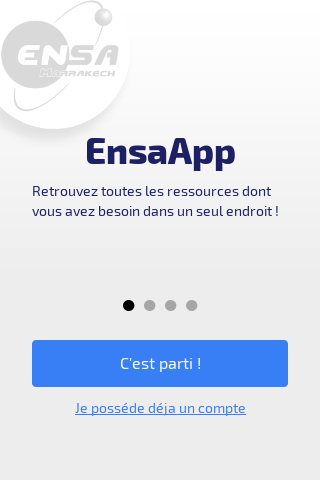 ENSA
Marrakech
EnsaApp
Retrouvez toutes les ressources dont
vous avez besoin dans un seul endroit !
C'est parti !
Je posséde déja un compte